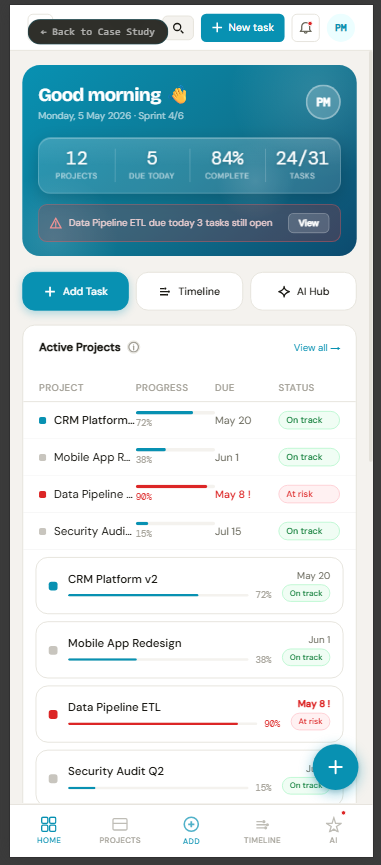 ← Back to Case Study
+ New task
PM
Good morning 👋
PM
Monday, 5 May 2026 · Sprint 4/6
12 5 84% 24/31
PROJECTS DUE TODAY COMPLETE TASKS
Data Pipeline ETL due today 3 tasks still open View
+ Add Task Timeline AI Hub
Active Projects View all →
PROJECT PROGRESS DUE STATUS
CRM Platform... 72% May 20 On track
Mobile App R... 38% Jun 1 On track
Data Pipeline ... 90% May 8 ! At risk
Security Audi... 15% Jul 15 On track
CRM Platform v2 May 20
72% On track
Mobile App Redesign Jun 1
38% On track
Data Pipeline ETL May 8 !
90% At risk
Security Audit Q2
15% On track
HOME PROJECTS ADD TIMELINE AI